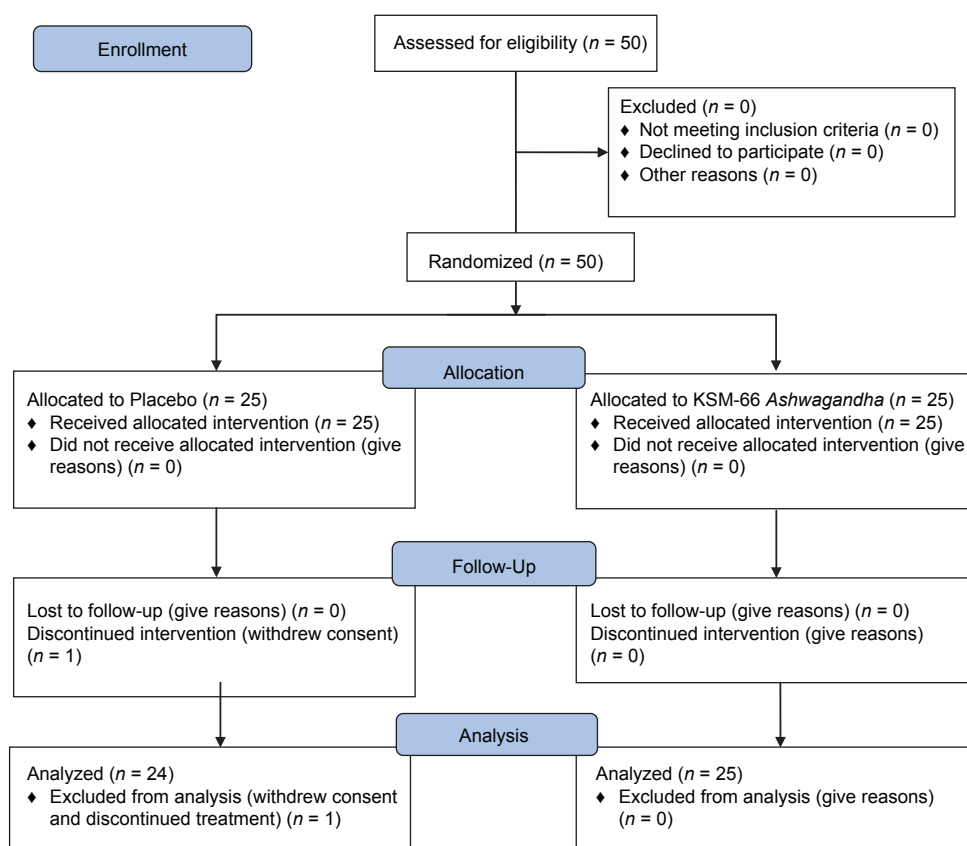 Enrollment
Assessed for eligibility (n = 50)
Excluded (n = 0)
♦ Not meeting inclusion criteria (n = 0)
♦ Declined to participate (n = 0)
♦ Other reasons (n = 0)
Randomized (n = 50)
Allocation
Allocated to Placebo (n = 25)
♦ Received allocated intervention (n = 25)
♦ Did not receive allocated intervention (give
reasons) (n = 0)
Allocated to KSM-66 Ashwagandha (n = 25)
♦ Received allocated intervention (n = 25)
♦ Did not receive allocated intervention (give
reasons) (n = 0)
Follow-Up
Lost to follow-up (give reasons) (n = 0)
Discontinued intervention (withdrew consent)
(n = 1)
Lost to follow-up (give reasons) (n = 0)
Discontinued intervention (give reasons)
(n = 0)
Analysis
Analyzed (n = 24)
♦ Excluded from analysis (withdrew consent
and discontinued treatment) (n = 1)
Analyzed (n = 25)
♦ Excluded from analysis (give reasons)
(n = 0)